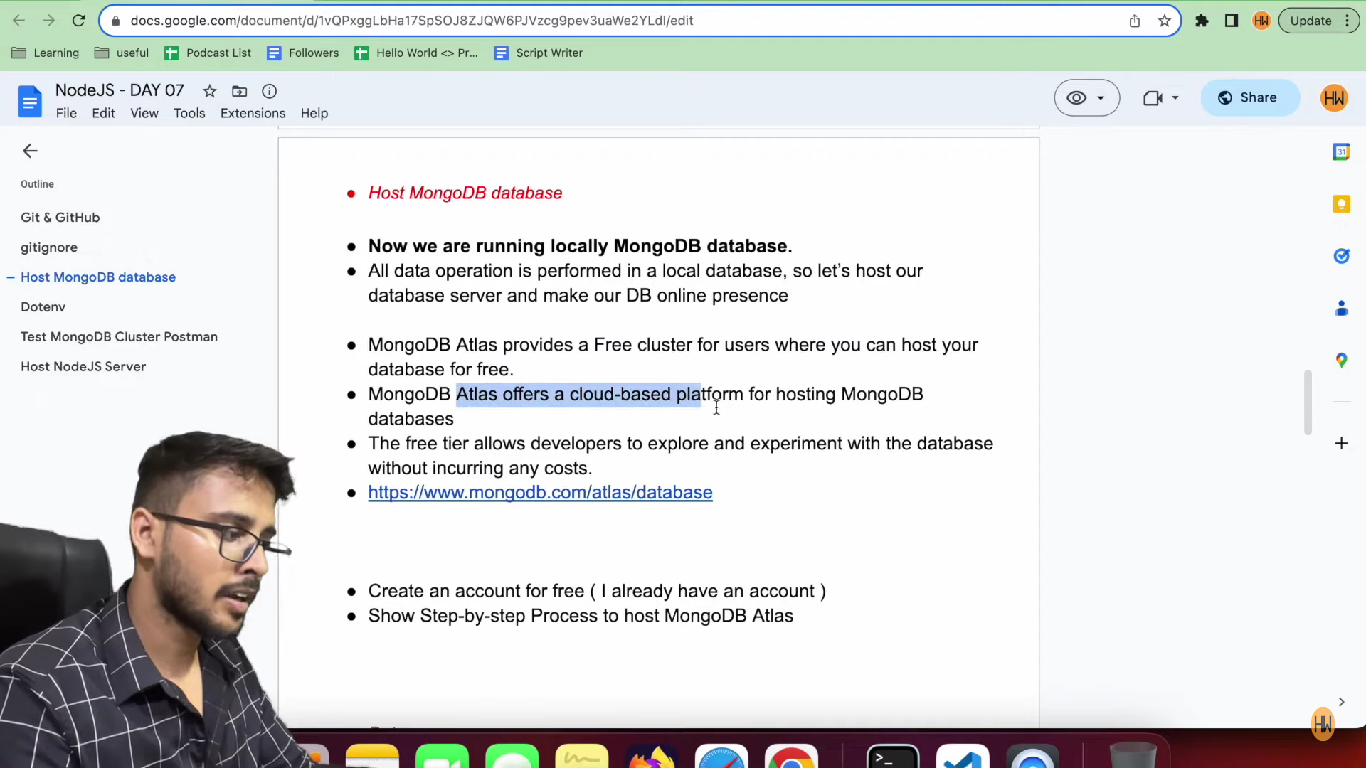 docs.google.com/document/d/1vQPxggLbHa17SpSOJ8ZJQW6PJVzcg9pev3uaWe2YLdI/edit
Update
Learning
useful
Podcast List
Followers
Hello World <> Pr...
Script Writer
NodeJS - DAY 07
File Edit View Tools Extensions Help
Share
HW
Outline
Git & GitHub
gitignore
Host MongoDB database
Dotenv
Test MongoDB Cluster Postman
Host NodeJS Server
Host MongoDB database
Now we are running locally MongoDB database.
All data operation is performed in a local database, so let's host our
database server and make our DB online presence
MongoDB Atlas provides a Free cluster for users where you can host your
database for free.
MongoDB Atlas offers a cloud-based platform for hosting MongoDB
databases
The free tier allows developers to explore and experiment with the database
without incurring any costs.
https://www.mongodb.com/atlas/database
Create an account for free ( I already have an account )
Show Step-by-step Process to host MongoDB Atlas
HW